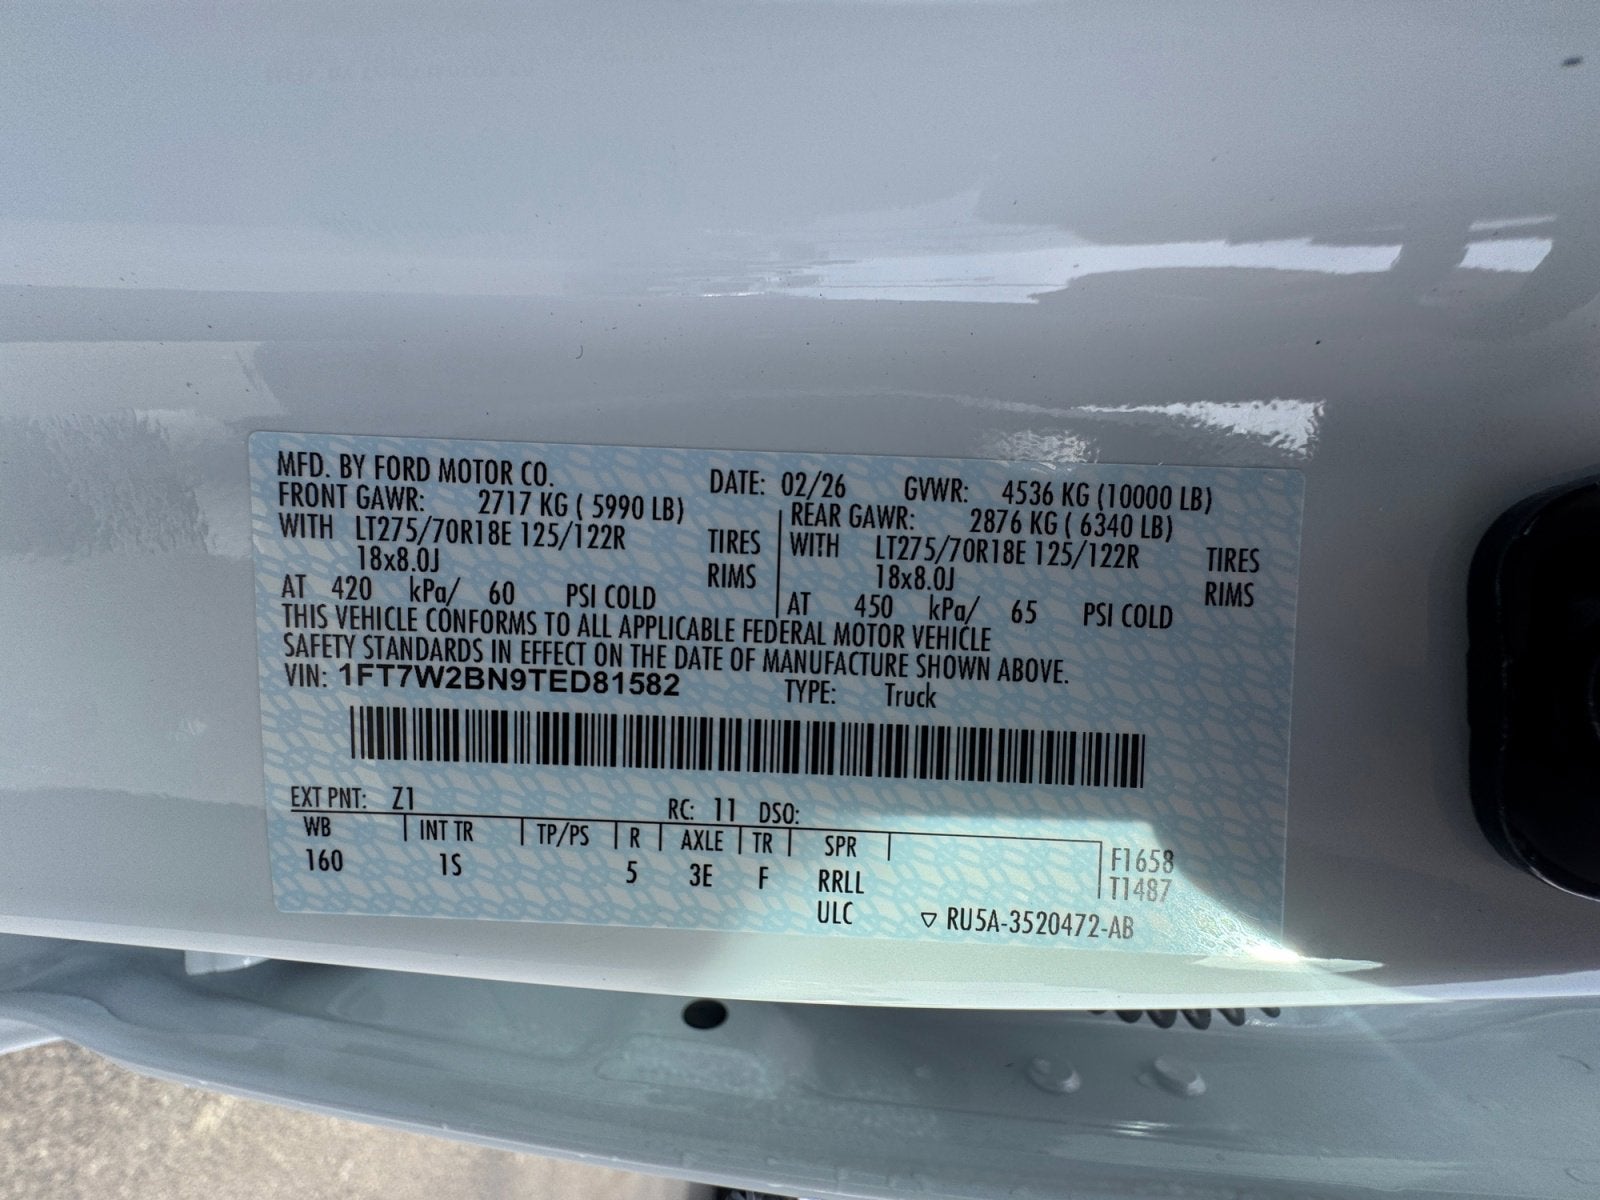 MFD. BY FORD MOTOR CO. DATE: 02/26 GVWR: 4536 KG (10000 LB)
FRONT GAWR: 2717 KG ( 5990 LB) REAR GAWR: 2876 KG ( 6340 LB)
WITH LT275/70R18E 125/122R TIRES WITH LT275/70R18E 125/122R TIRES
18x8.0J RIMS 18x8.0J RIMS
AT 420 kPa/ 60 PSI COLD AT 450 kPa/ 65 PSI COLD
THIS VEHICLE CONFORMS TO ALL APPLICABLE FEDERAL MOTOR VEHICLE
SAFETY STANDARDS IN EFFECT ON THE DATE OF MANUFACTURE SHOWN ABOVE.
VIN: 1FT7W2BN9TED81582 TYPE: Truck
EXT PNT: Z1 RC: 11 DSO:
WB INT TR TP/PS R AXLE TR SPR
160 1S 5 3E F RRLL
ULC
F1658
T1487
▽ RU5A-3520472-AB